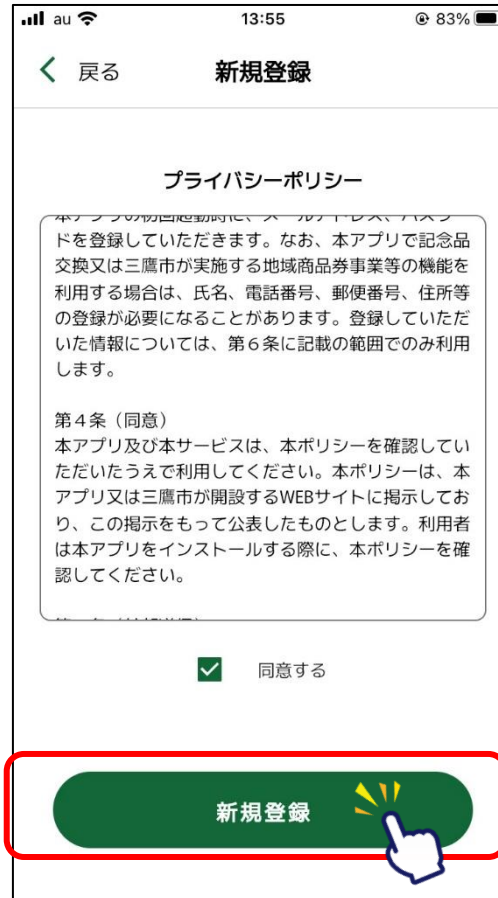 au 13:55 83%
戻る 新規登録
プライバシーポリシー
ドを登録していただきます。なお、本アプリで記念品
交換又は三鷹市が実施する地域商品券事業等の機能を
利用する場合は、氏名、電話番号、郵便番号、住所等
の登録が必要になることがあります。登録していただ
いた情報については、第６条に記載の範囲でのみ利用
します。
第４条（同意）
本アプリ及び本サービスは、本ポリシーを確認してい
ただいたうえで利用してください。本ポリシーは、本
アプリ又は三鷹市が開設するWEBサイトに掲示してお
り、この掲示をもって公表したものとします。利用者
は本アプリをインストールする際に、本ポリシーを確
認してください。
同意する
新規登録